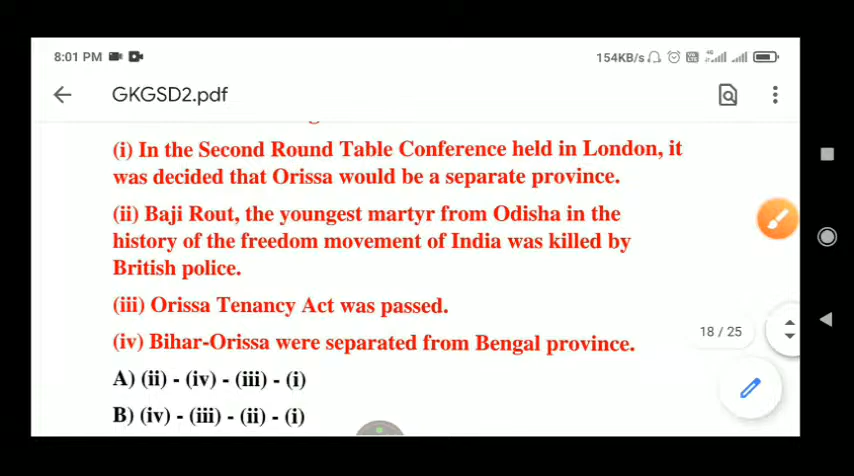 8:01 PM 154KB/s 4G
GKGSD2.pdf
(i) In the Second Round Table Conference held in London, it
was decided that Orissa would be a separate province.
(ii) Baji Rout, the youngest martyr from Odisha in the
history of the freedom movement of India was killed by
British police.
(iii) Orissa Tenancy Act was passed.
18 / 25
(iv) Bihar-Orissa were separated from Bengal province.
A) (ii) - (iv) - (iii) - (i)
B) (iv) - (iii) - (ii) - (i)